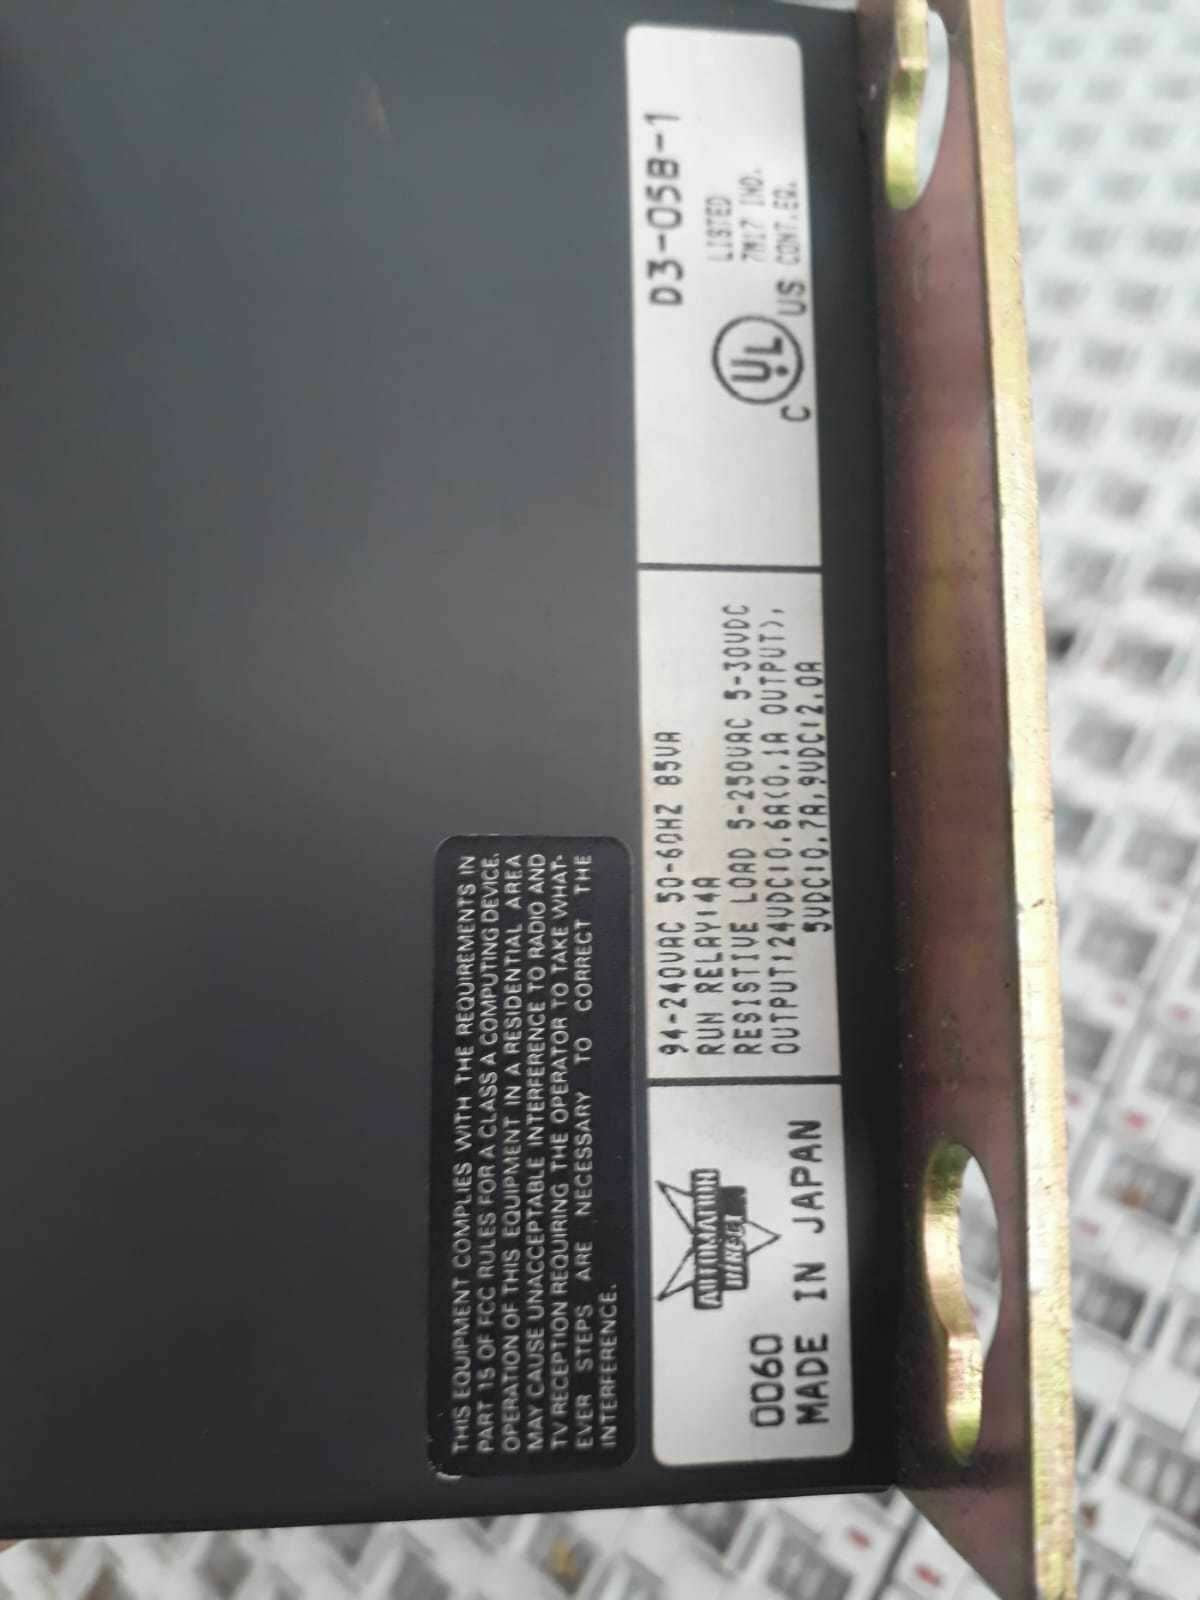 THIS EQUIPMENT COMPLIES WITH THE REQUIREMENTS IN
PART 15 OF FCC RULES FOR A CLASS A COMPUTING DEVICE.
OPERATION OF THIS EQUIPMENT IN A RESIDENTIAL AREA
MAY CAUSE UNACCEPTABLE INTERFERENCE TO RADIO AND
TV RECEPTION REQUIRING THE OPERATOR TO TAKE WHAT-
EVER STEPS ARE NECESSARY TO CORRECT THE
INTERFERENCE.
AUTOMATION
DIRECT
0060
MADE IN JAPAN
94-240VAC 50-60HZ 85VA
RUN RELAY:4A
RESISTIVE LOAD 5-250VAC 5-30VDC
OUTPUT:24VDC:0.6A(0.1A OUTPUT),
5VDC:0.7A,9VDC:2.0A
D3-05B-1
LISTED
7M17 IND.
CONT.EQ.
C UL US